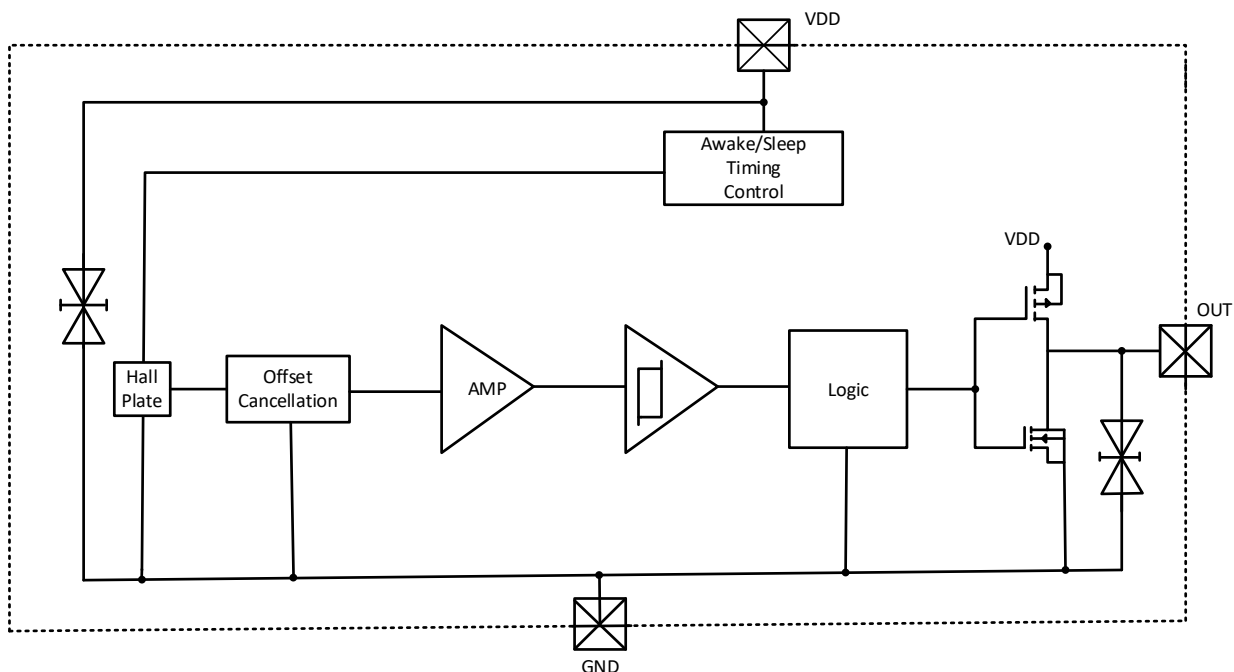 VDD
Awake/Sleep
Timing
Control
VDD
OUT
Hall
Plate
Offset
Cancellation
AMP
Logic
GND